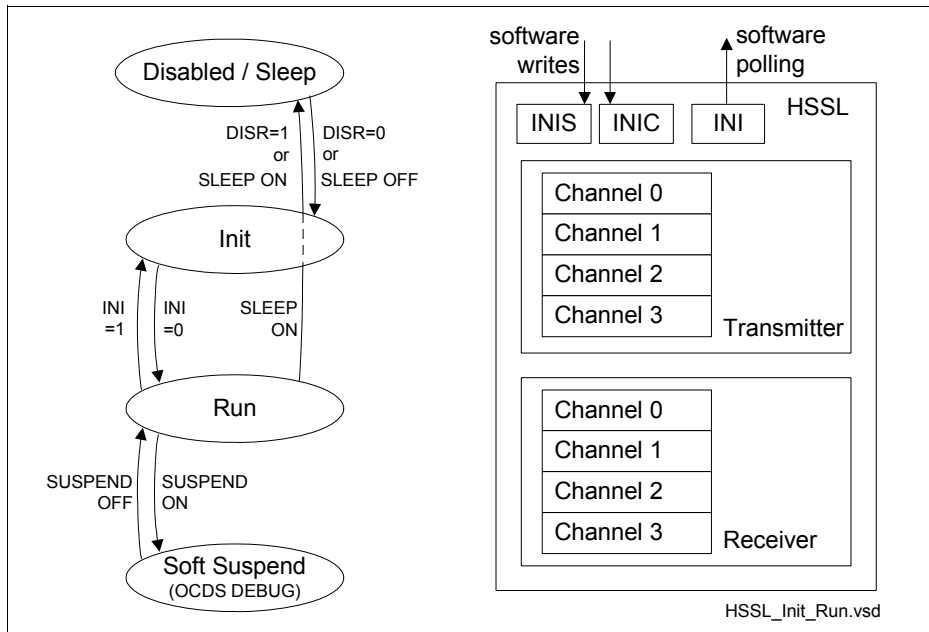 Disabled / Sleep
DISR=1
or
SLEEP ON
DISR=0
or
SLEEP OFF
Init
INI
=1
INI
=0
SLEEP
ON
Run
SUSPEND
OFF
SUSPEND
ON
Soft Suspend
(OCDS DEBUG)
software
writes
software
polling
HSSL
INIS
INIC
INI
Channel 0
Channel 1
Channel 2
Channel 3
Transmitter
Channel 0
Channel 1
Channel 2
Channel 3
Receiver
HSSL_Init_Run.vsd